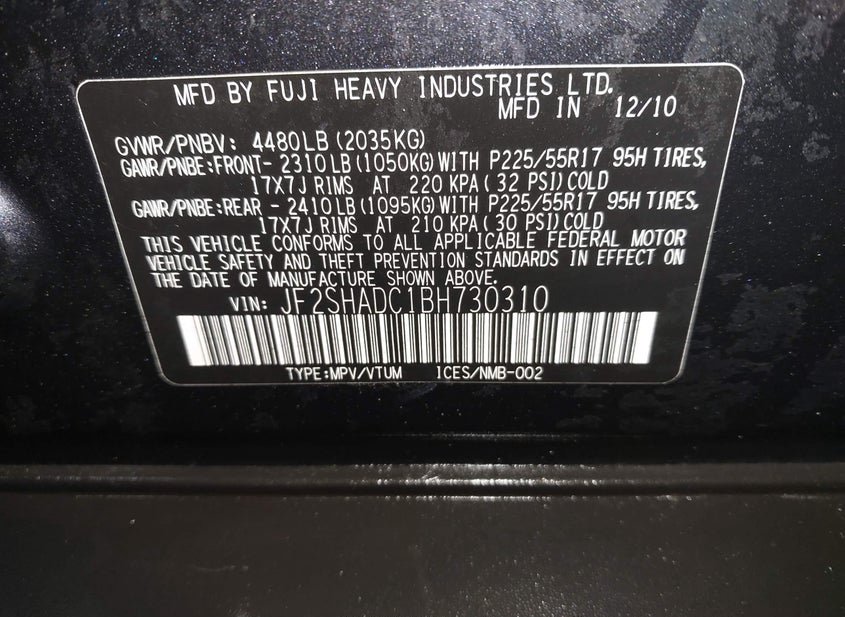 MFD BY FUJI HEAVY INDUSTRIES LTD.
MFD IN 12/10
GVWR/PNBV: 4480LB (2035KG)
GAWR/PNBE:FRONT- 2310 LB (1050KG) WITH P225/55R17 95H TIRES,
17X7J RIMS AT 220 KPA ( 32 PSI) COLD
GAWR/PNBE:REAR - 2410 LB (1095KG) WITH P225/55R17 95H TIRES,
17X7J RIMS AT 210 KPA ( 30 PSI) COLD
THIS VEHICLE CONFORMS TO ALL APPLICABLE FEDERAL MOTOR
VEHICLE SAFETY AND THEFT PREVENTION STANDARDS IN EFFECT ON
THE DATE OF MANUFACTURE SHOWN ABOVE.
VIN: JF2SHADC1BH730310
TYPE:MPV/VTUM ICES/NMB-002